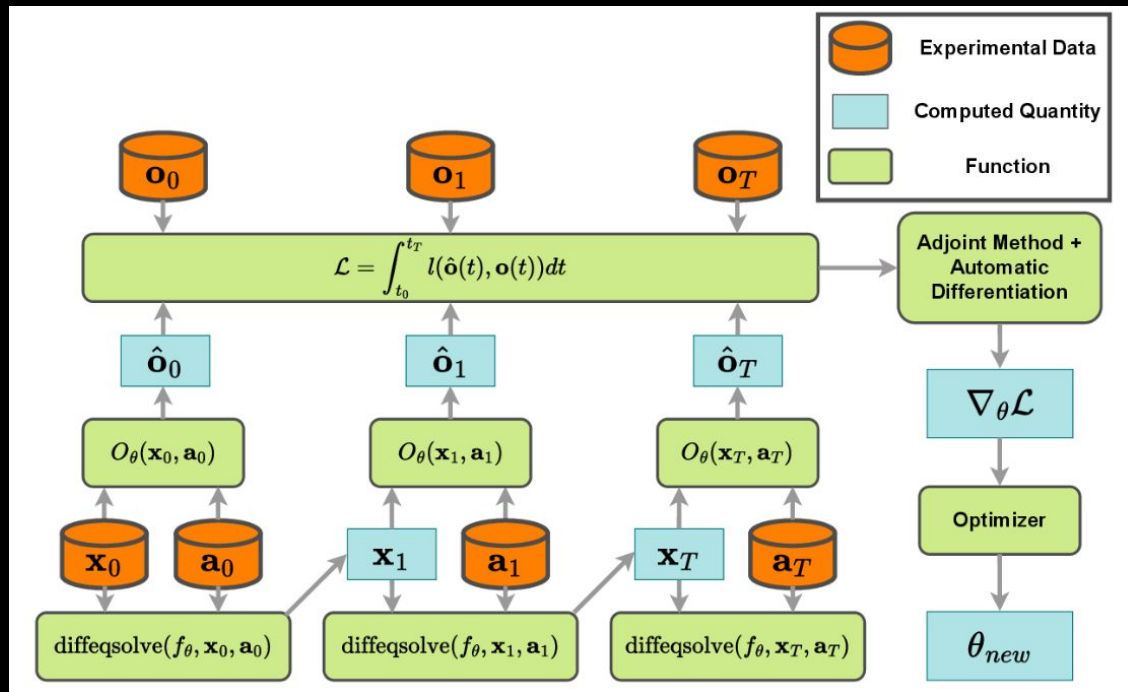 Experimental Data
Computed Quantity
Function
𝐨₀ 𝐨₁ 𝐨_T
ℒ = ∫_{t₀}^{t_T} l(𝐨̂(t), 𝐨(t))dt
Adjoint Method +
Automatic
Differentiation
𝐨̂₀ 𝐨̂₁ 𝐨̂_T
∇_θℒ
O_θ(𝐱₀, 𝐚₀) O_θ(𝐱₁, 𝐚₁) O_θ(𝐱_T, 𝐚_T)
Optimizer
𝐱₀ 𝐚₀ 𝐱₁ 𝐚₁ 𝐱_T 𝐚_T
diffeqsolve(f_θ, 𝐱₀, 𝐚₀) diffeqsolve(f_θ, 𝐱₁, 𝐚₁) diffeqsolve(f_θ, 𝐱_T, 𝐚_T)
θ_{new}